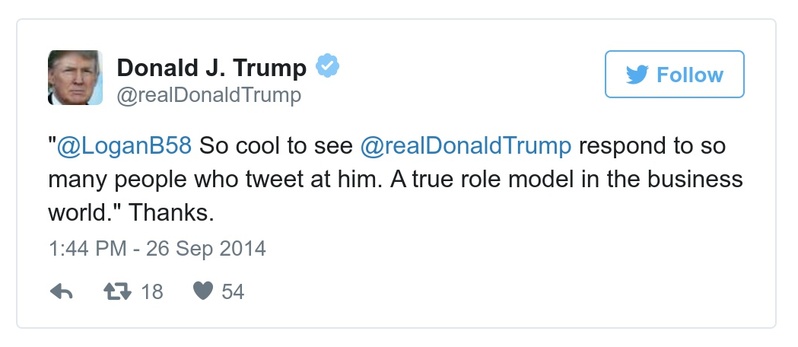 Donald J. Trump
@realDonaldTrump
Follow
"@LoganB58 So cool to see @realDonaldTrump respond to so
many people who tweet at him. A true role model in the business
world." Thanks.
1:44 PM - 26 Sep 2014
18 54